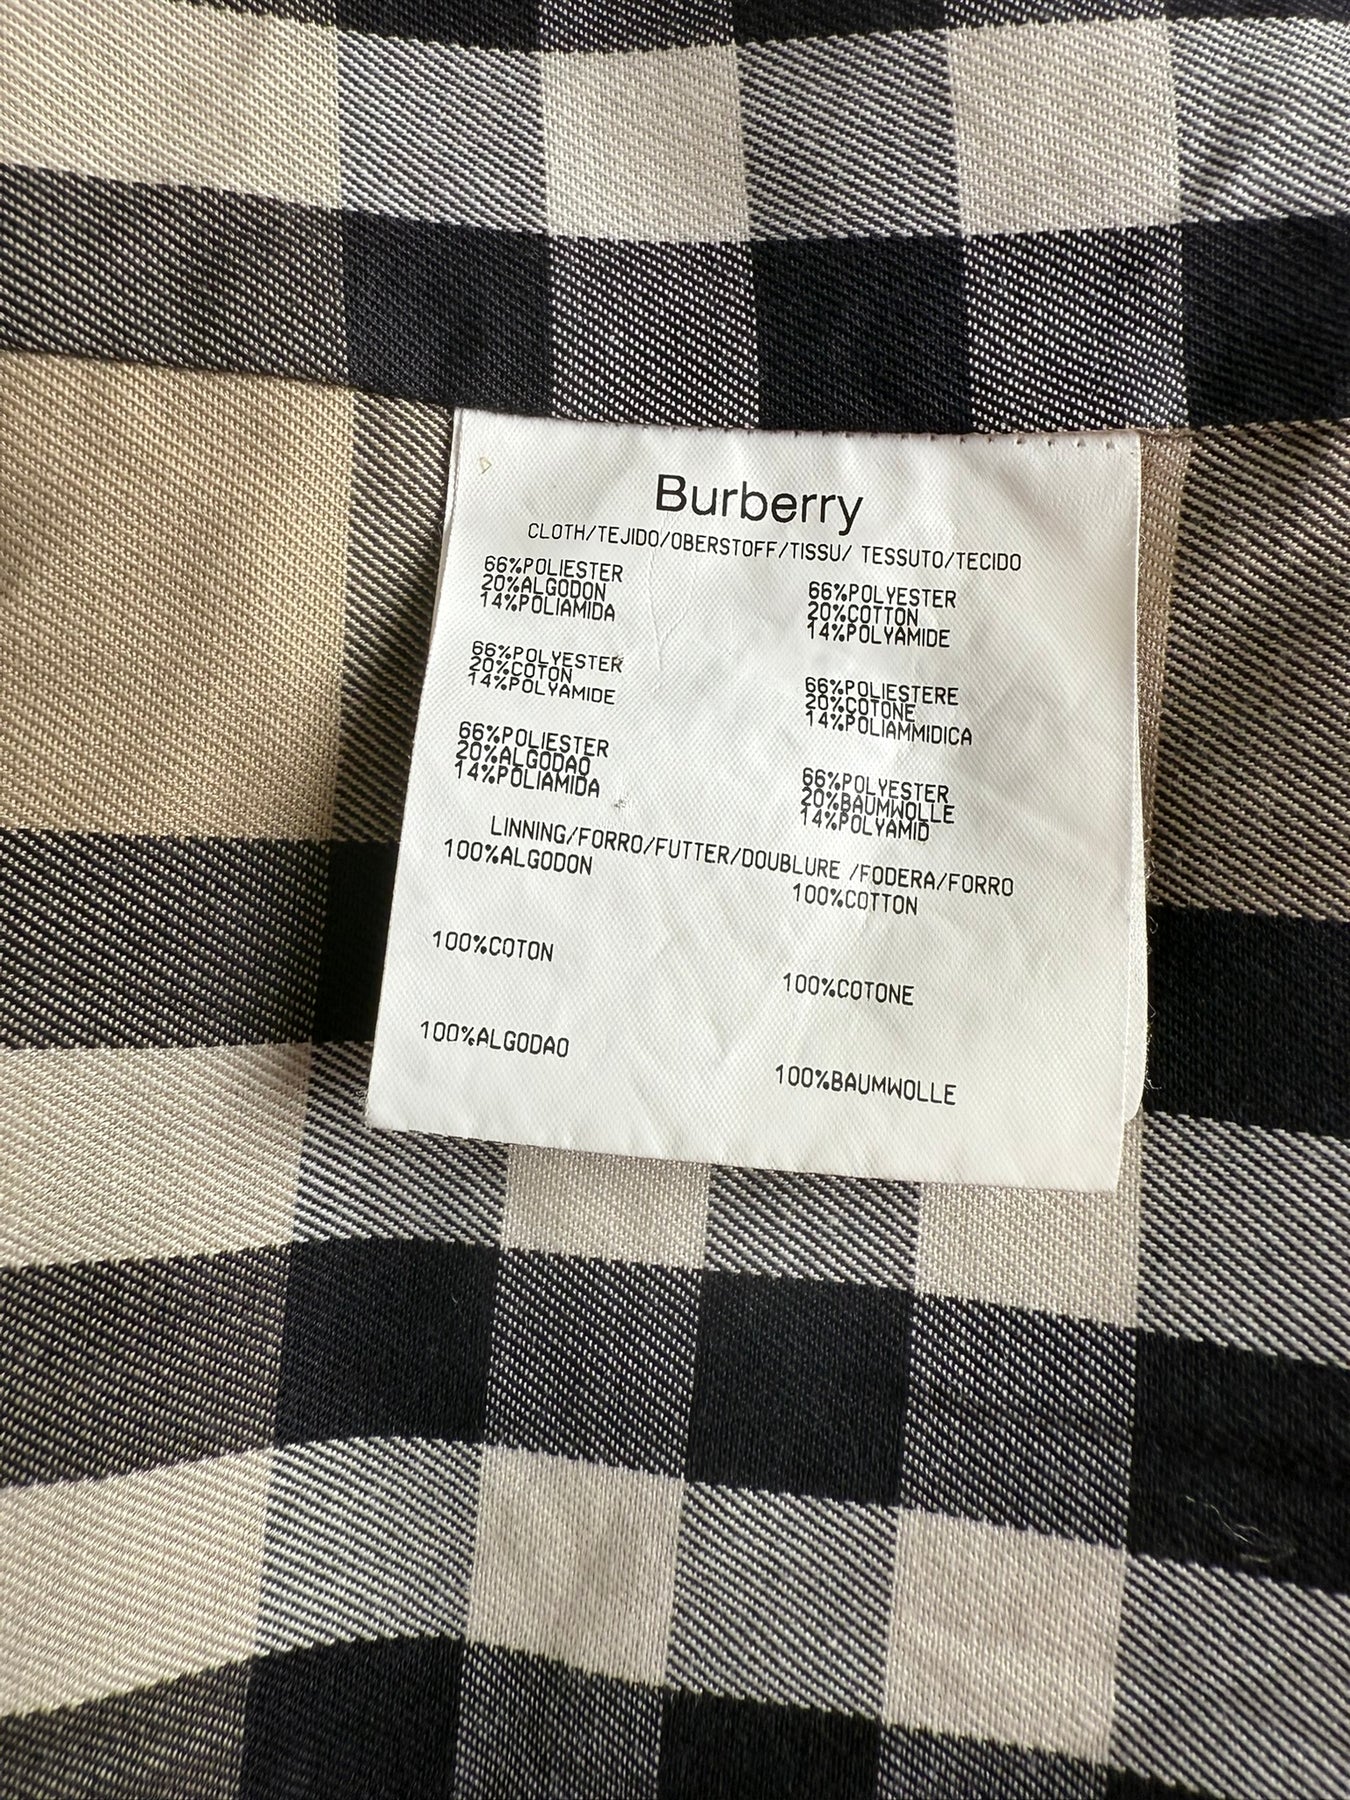 Burberry
CLOTH/TEJIDO/OBERSTOFF/TISSU/ TESSUTO/TECIDO
66%POLIESTER
20%ALGODON
14%POLIAMIDA
66%POLYESTER
20%COTTON
14%POLYAMIDE
66%POLYESTER
20%COTON
14%POLYAMIDE
66%POLIESTERE
20%COTONE
14%POLIAMMIDICA
66%POLIESTER
20%ALGODAO
14%POLIAMIDA
66%POLYESTER
20%BAUMWOLLE
14%POLYAMID
LINNING/FORRO/FUTTER/DOUBLURE /FODERA/FORRO
100%ALGODON
100%COTTON
100%COTON
100%COTONE
100%ALGODAO
100%BAUMWOLLE